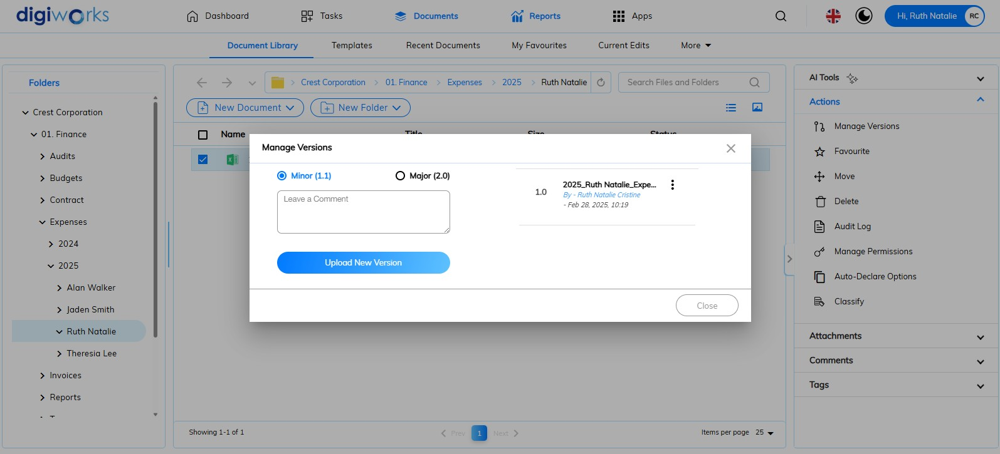 digiworks
Dashboard
Tasks
Documents
Reports
Apps
Hi, Ruth Natalie
RC
Document Library
Templates
Recent Documents
My Favourites
Current Edits
More
Folders
Crest Corporation
01. Finance
Audits
Budgets
Contract
Expenses
2024
2025
Alan Walker
Jaden Smith
Ruth Natalie
Theresia Lee
Invoices
Reports
Crest Corporation
01. Finance
Expenses
2025
Ruth Natalie
Search Files and Folders
New Document
New Folder
Name
Title
Size
Status
Manage Versions
Minor (1.1)
Major (2.0)
Leave a Comment
Upload New Version
1.0
2025_Ruth Natalie_Expe...
By - Ruth Natalie Cristine
- Feb 28, 2025, 10:19
Close
Showing 1-1 of 1
Prev
1
Next
Items per page
25
AI Tools
Actions
Manage Versions
Favourite
Move
Delete
Audit Log
Manage Permissions
Auto-Declare Options
Classify
Attachments
Comments
Tags